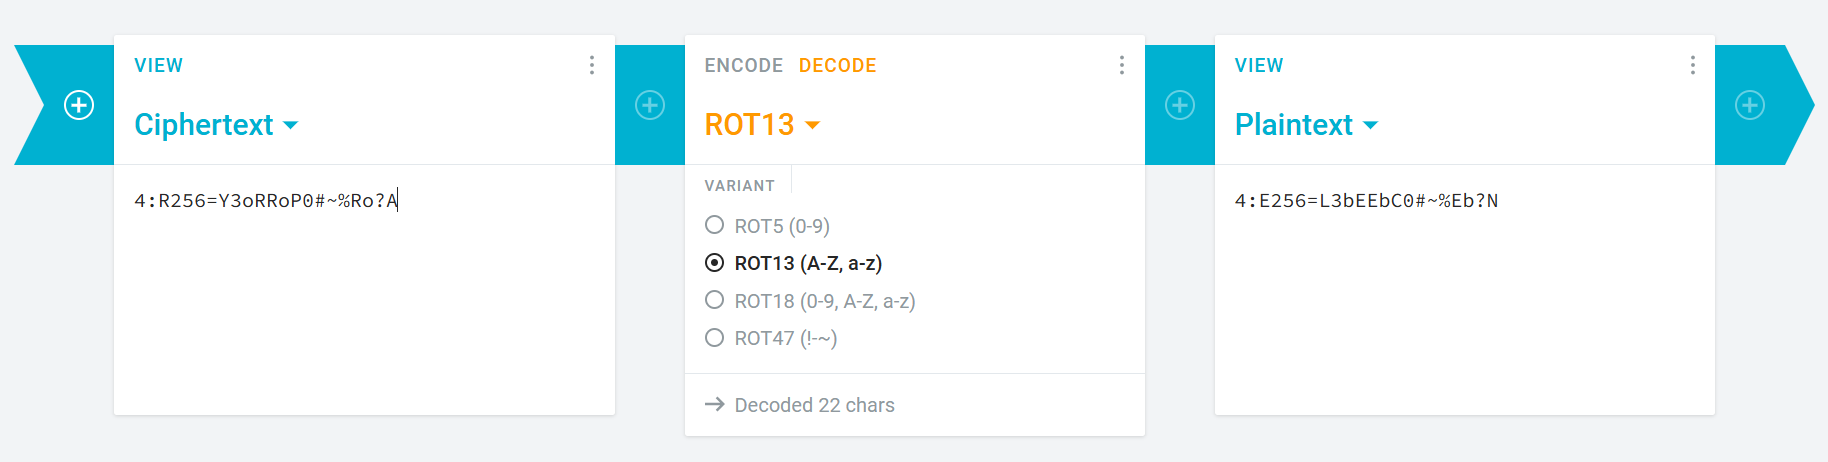 VIEW
Ciphertext
4:R256=Y3oRRoP0#~%Ro?A
ENCODE DECODE
ROT13
VARIANT
ROT5 (0-9)
ROT13 (A-Z, a-z)
ROT18 (0-9, A-Z, a-z)
ROT47 (!-~)
→ Decoded 22 chars
VIEW
Plaintext
4:E256=L3bEEbC0#~%Eb?N